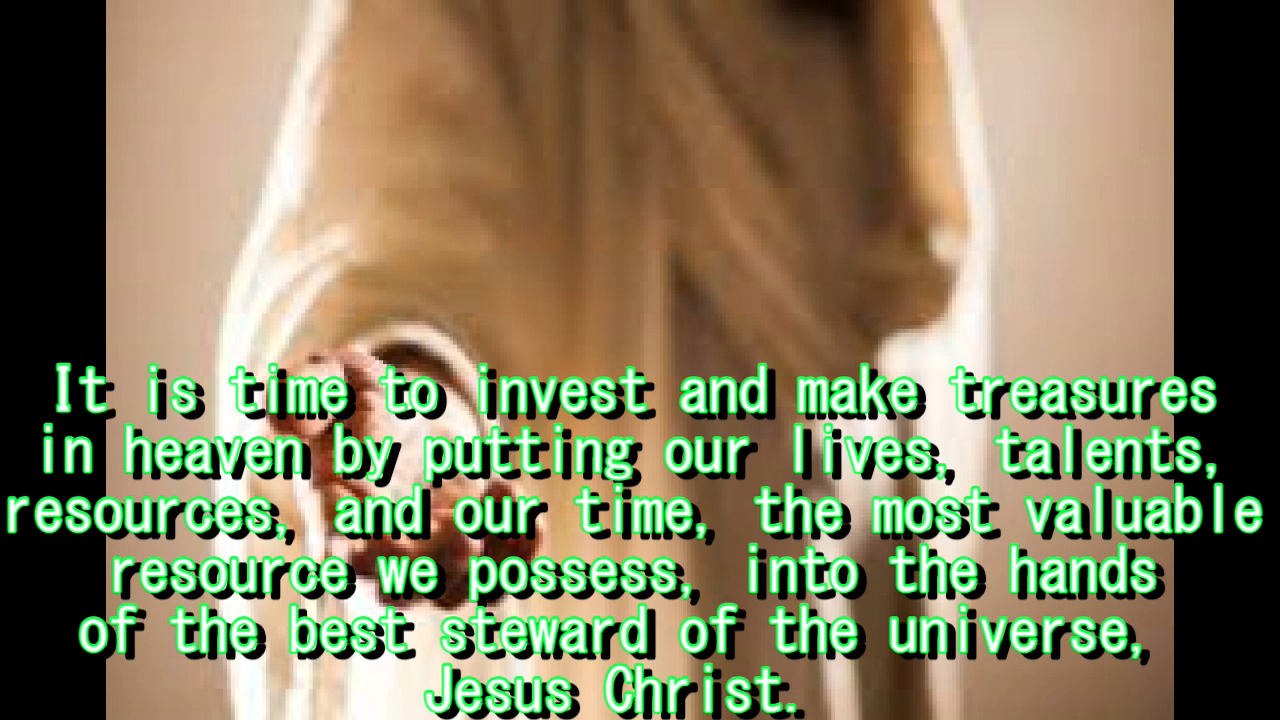 It is time to invest and make treasures
in heaven by putting our lives, talents,
resources, and our time, the most valuable
resource we possess, into the hands
of the best steward of the universe,
Jesus Christ.